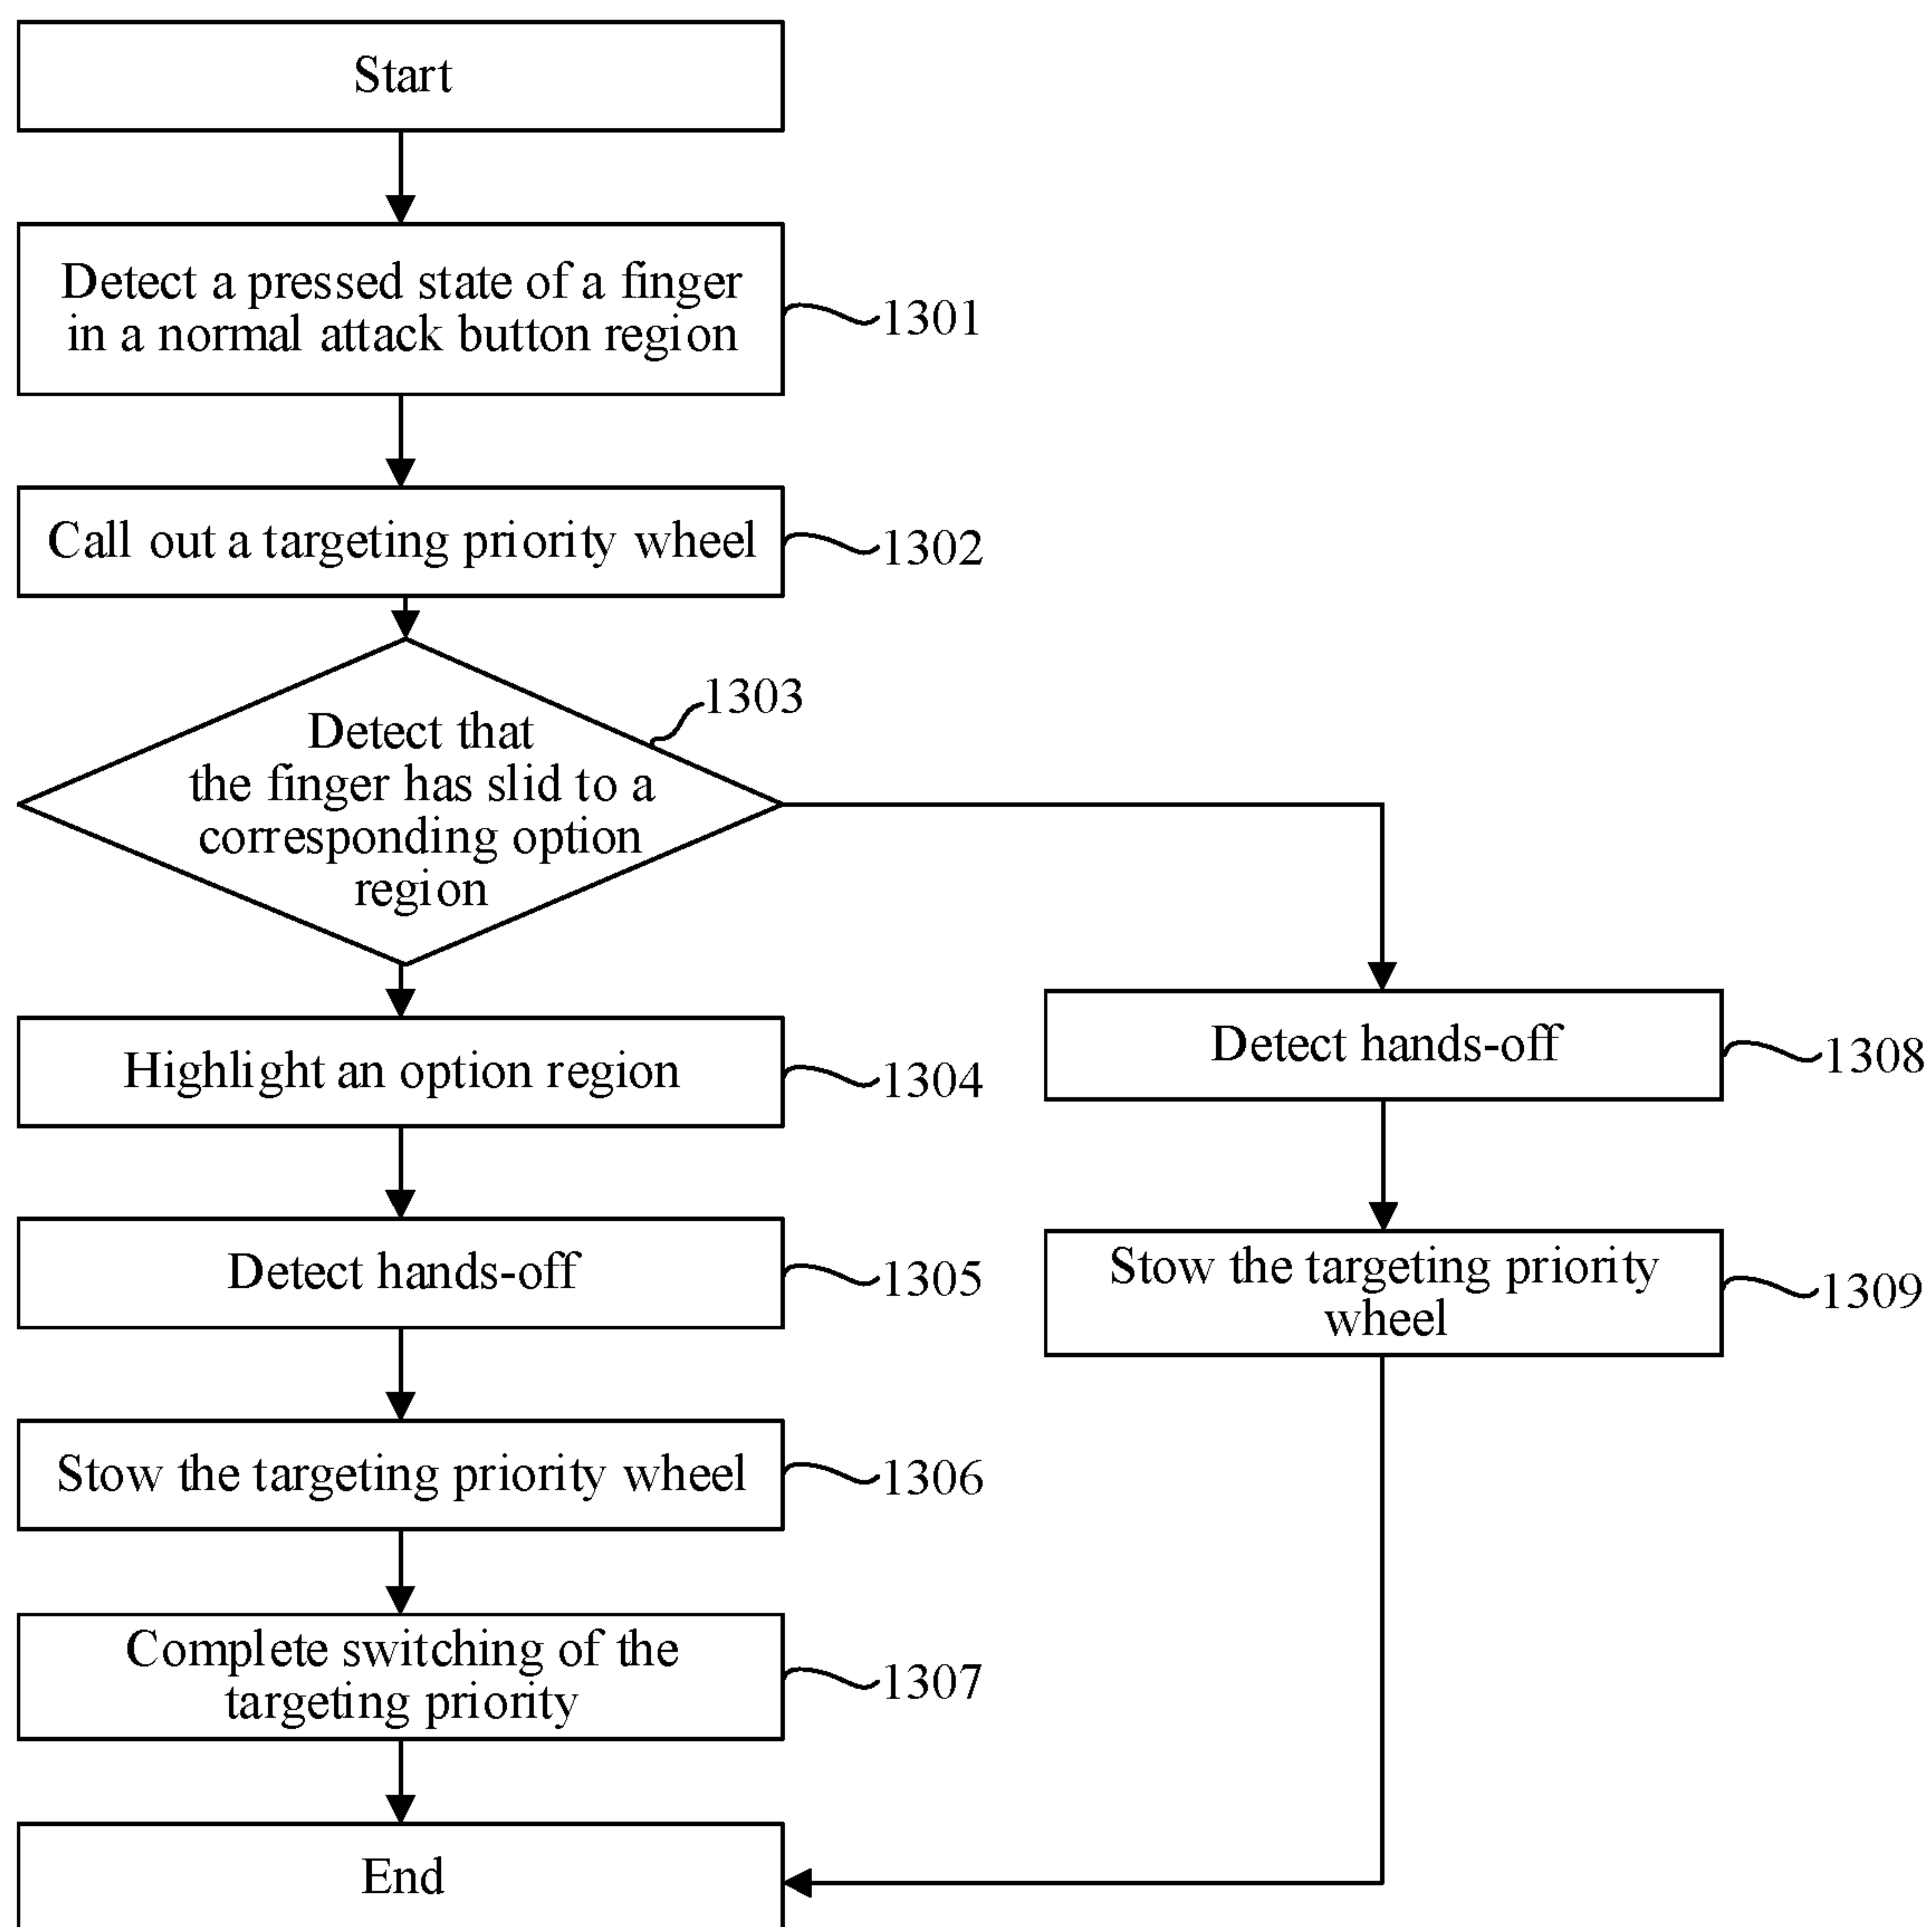 Start
Detect a pressed state of a finger
in a normal attack button region
1301
Call out a targeting priority wheel
1302
1303
Detect that
the finger has slid to a
corresponding option
region
Highlight an option region
1304
Detect hands-off
1305
Stow the targeting priority wheel
1306
Complete switching of the
targeting priority
1307
Detect hands-off
1308
Stow the targeting priority
wheel
1309
End